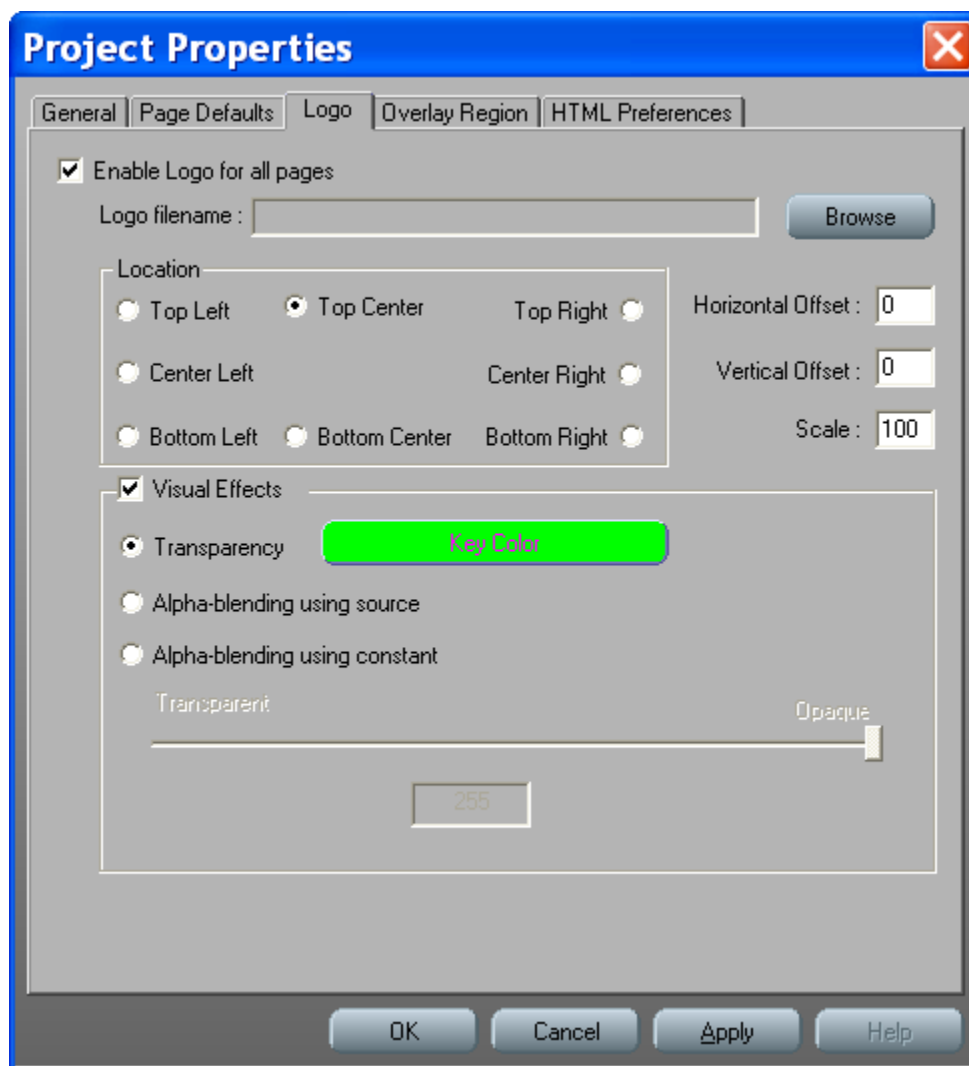 Project Properties
General Page Defaults Logo Overlay Region HTML Preferences
Enable Logo for all pages
Logo filename : Browse
Location
Top Left Top Center Top Right Horizontal Offset : 0
Center Left Center Right Vertical Offset : 0
Bottom Left Bottom Center Bottom Right Scale : 100
Visual Effects
Transparency Key Color
Alpha-blending using source
Alpha-blending using constant
Transparent Opaque
255
OK Cancel Apply Help